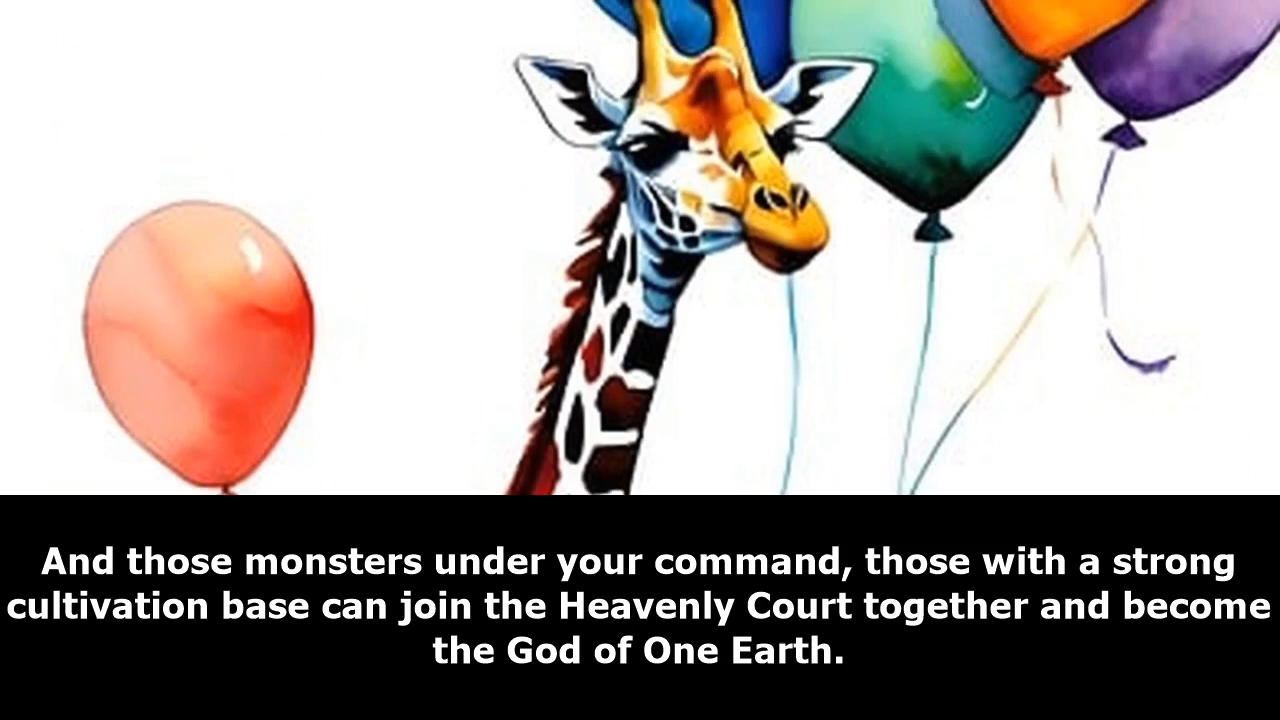 And those monsters under your command, those with a strong
cultivation base can join the Heavenly Court together and become
the God of One Earth.